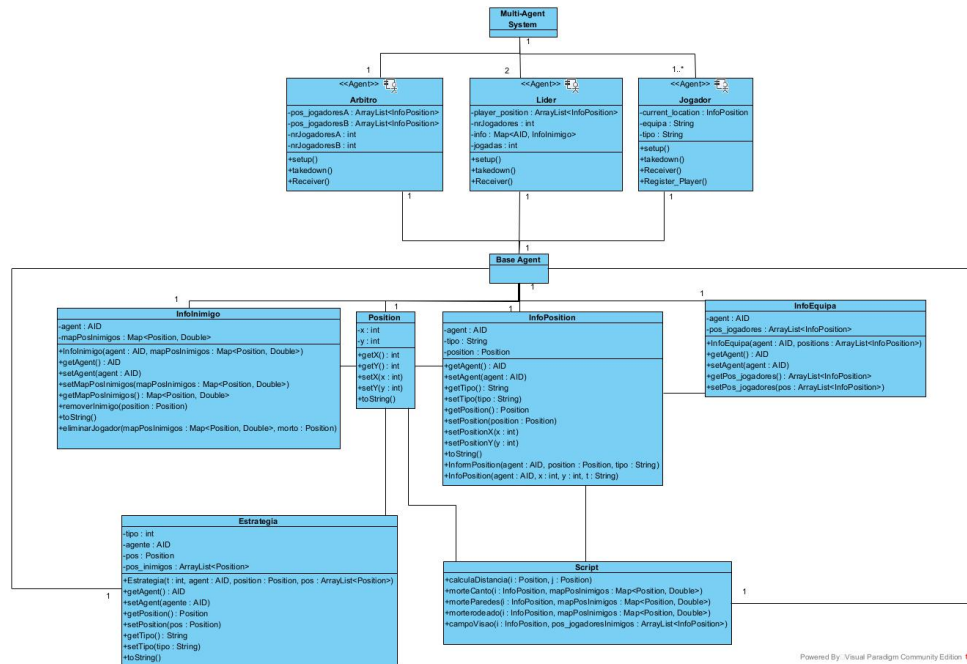 Multi-Agent
System
1
1
2
1..*
<<Agent>>
Arbitro
-pos_jogadoresA : ArrayList<InfoPosition>
-pos_jogadoresB : ArrayList<InfoPosition>
-nrJogadoresA : int
-nrJogadoresB : int
+setup()
+takedown()
+Receiver()
<<Agent>>
Lider
-player_position : ArrayList<InfoPosition>
-nrJogadores : int
-info : Map<AID, InfoInimigo>
-jogadas : int
+setup()
+takedown()
+Receiver()
<<Agent>>
Jogador
-current_location : InfoPosition
-equipa : String
-tipo : String
+setup()
+takedown()
+Receiver()
+Register_Player()
1
1
1
1
Base Agent
1
1
1
1
1
InfoInimigo
-agent : AID
-mapPosInimigos : Map<Position, Double>
+InfoInimigo(agent : AID, mapPosInimigos : Map<Position, Double>)
+getAgent() : AID
+setAgent(agent : AID)
+setMapPosInimigos(mapPosInimigos : Map<Position, Double>)
+getMapPosInimigos() : Map<Position, Double>
+removerInimigo(position : Position)
+toString()
+eliminarJogador(mapPosInimigos : Map<Position, Double>, morto : Position)
Position
-x : int
-y : int
+getX() : int
+getY() : int
+setX(x : int)
+setY(y : int)
+toString()
InfoPosition
-agent : AID
-tipo : String
-position : Position
+getAgent() : AID
+setAgent(agent : AID)
+getTipo() : String
+setTipo(tipo : String)
+getPosition() : Position
+setPosition(position : Position)
+setPositionX(x : int)
+setPositionY(y : int)
+toString()
+InformPosition(agent : AID, position : Position, tipo : String)
+InfoPosition(agent : AID, x : int, y : int, t : String)
InfoEquipa
-agent : AID
-pos_jogadores : ArrayList<InfoPosition>
+InfoEquipa(agent : AID, positions : ArrayList<InfoPosition>)
+getAgent() : AID
+setAgent(agent : AID)
+getPos_jogadores() : ArrayList<InfoPosition>
+setPos_jogadores(pos : ArrayList<InfoPosition>)
Estrategia
-tipo : int
-agente : AID
-pos : Position
-pos_inimigos : ArrayList<Position>
+Estrategia(t : int, agent : AID, position : Position, pos : ArrayList<Position>)
+getAgent() : AID
+setAgent(agente : AID)
+getPosition() : Position
+setPosition(pos : Position)
+getTipo() : String
+setTipo(tipo : String)
+toString()
1
Script
+calculaDistancia(i : Position, j : Position)
+morteCanto(i : InfoPosition, mapPosInimigos : Map<Position, Double>)
+morteParedes(i : InfoPosition, mapPosInimigos : Map<Position, Double>)
+morterodeado(i : InfoPosition, mapPosInimigos : Map<Position, Double>)
+campoVisao(i : InfoPosition, pos_jogadoresInimigos : ArrayList<InfoPosition>)
1
Powered By Visual Paradigm Community Edition